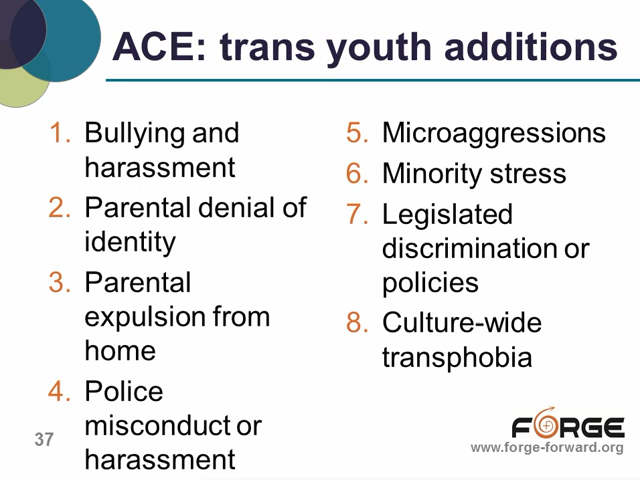 ACE: trans youth additions
1. Bullying and
harassment
2. Parental denial of
identity
3. Parental
expulsion from
home
4. Police
misconduct or
harassment
5. Microaggressions
6. Minority stress
7. Legislated
discrimination or
policies
8. Culture-wide
transphobia
37
FORGE
www.forge-forward.org